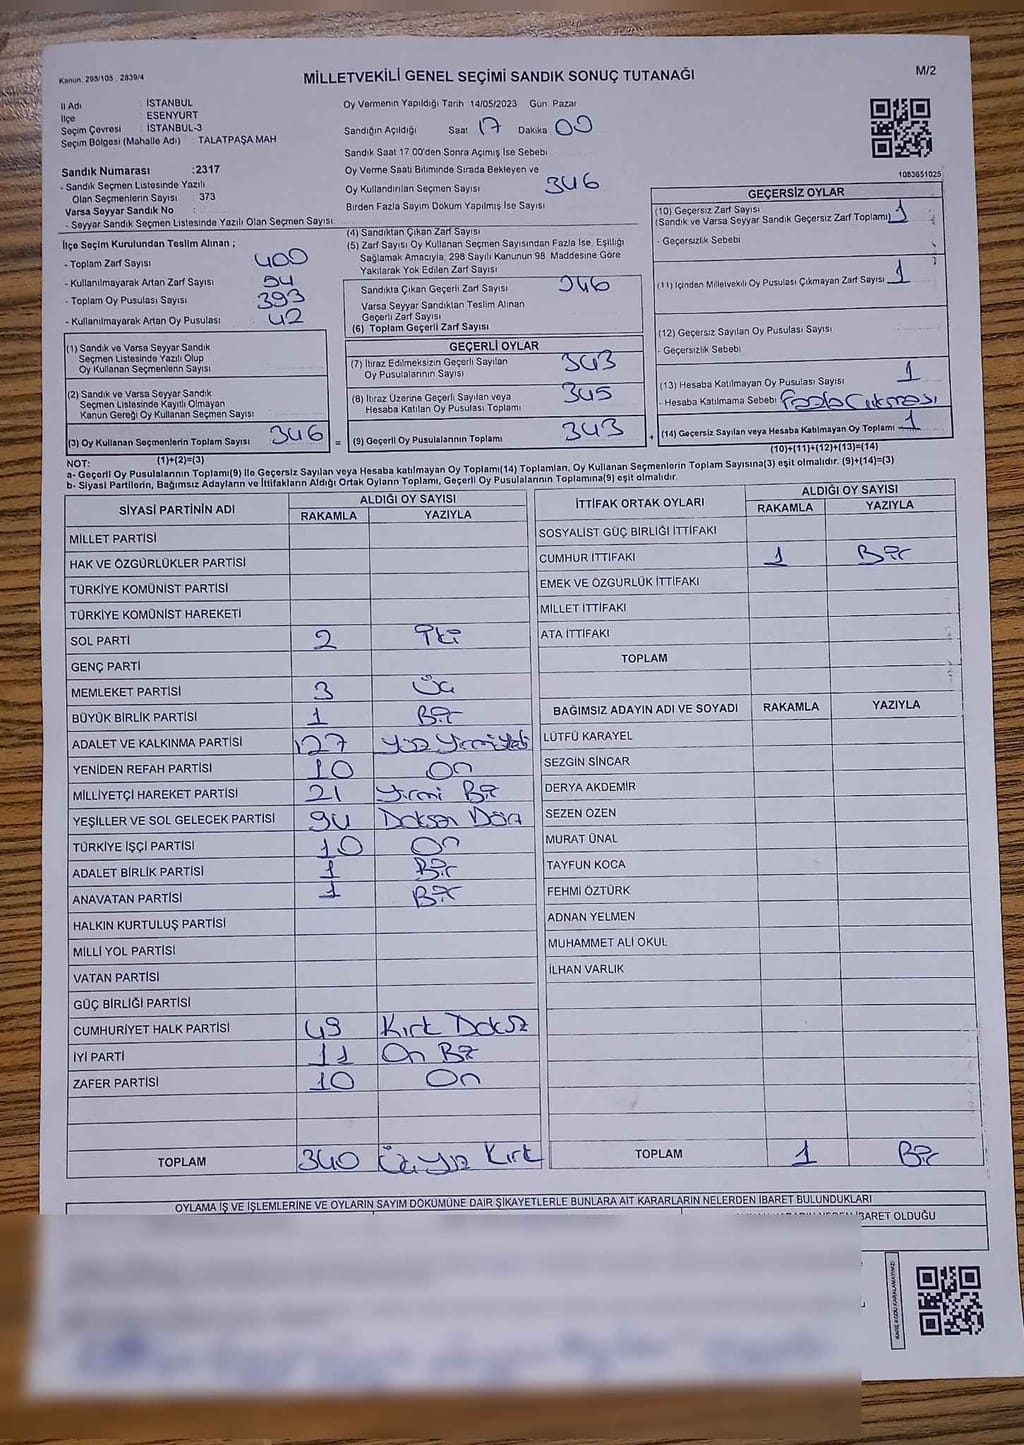 Kanun: 298/105 . 2839/4
MİLLETVEKİLİ GENEL SEÇİMİ SANDIK SONUÇ TUTANAĞI
M/2
İl Adı : İSTANBUL
İlçe : ESENYURT
Seçim Çevresi : İSTANBUL-3
Seçim Bölgesi (Mahalle Adı) : TALATPAŞA MAH
Oy Vermenin Yapıldığı Tarih 14/05/2023 Gün Pazar
Sandığın Açıldığı Saat 17 Dakika 00
Sandık Saat 17 00'den Sonra Açımış İse Sebebi
Oy Verme Saati Bitiminde Sırada Bekleyen ve
Oy Kullandırılan Seçmen Sayısı 346
Birden Fazla Sayım Döküm Yapılmış İse Sayısı
1083651025
Sandık Numarası :2317
- Sandık Seçmen Listesinde Yazılı
Olan Seçmenlerin Sayısı 373
Varsa Seyyar Sandık No :
- Seyyar Sandık Seçmen Listesinde Yazılı Olan Seçmen Sayısı
İlçe Seçim Kurulundan Teslim Alınan ;
- Toplam Zarf Sayısı 400
- Kullanılmayarak Artan Zarf Sayısı 54
- Toplam Oy Pusulası Sayısı 393
- Kullanılmayarak Artan Oy Pusulası 42
(4) Sandıktan Çıkan Zarf Sayısı
(5) Zarf Sayısı Oy Kullanan Seçmen Sayısından Fazla İse, Eşitliği
Sağlamak Amacıyla, 298 Sayılı Kanunun 98 Maddesine Göre
Yakılarak Yok Edilen Zarf Sayısı
Sandıkta Çıkan Geçerli Zarf Sayısı 346
Varsa Seyyar Sandıktan Teslim Alınan
Geçerli Zarf Sayısı
(6) Toplam Geçerli Zarf Sayısı
GEÇERSİZ OYLAR
(10) Geçersiz Zarf Sayısı
(Sandık ve Varsa Seyyar Sandık Geçersiz Zarf Toplamı) 1
- Geçersizlik Sebebi
(11) İçinden Milletvekili Oy Pusulası Çıkmayan Zarf Sayısı 1
(12) Geçersiz Sayılan Oy Pusulası Sayısı
- Geçersizlik Sebebi
(13) Hesaba Katılmayan Oy Pusulası Sayısı 1
- Hesaba Katılmama Sebebi Fazla Çıkması
(14) Geçersiz Sayılan veya Hesaba Katılmayan Oy Toplamı 1
(10)+(11)+(12)+(13)=(14)
(1) Sandık ve Varsa Seyyar Sandık
Seçmen Listesinde Yazılı Olup
Oy Kullanan Seçmenlerin Sayısı
(2) Sandık ve Varsa Seyyar Sandık
Seçmen Listesinde Kayıtlı Olmayan
Kanun Gereği Oy Kullanan Seçmen Sayısı
(3) Oy Kullanan Seçmenlerin Toplam Sayısı 346 =
(1)+(2)=(3)
GEÇERLİ OYLAR
(7) İtiraz Edilmeksizin Geçerli Sayılan
Oy Pusulalarının Sayısı 343
(8) İtiraz Üzerine Geçerli Sayılan veya
Hesaba Katılan Oy Pusulası Toplamı 345
(9) Geçerli Oy Pusulalarının Toplamı 343 +
NOT:
a- Geçerli Oy Pusulalarının Toplamı(9) ile Geçersiz Sayılan veya Hesaba katılmayan Oy Toplamı(14) Toplamları, Oy Kullanan Seçmenlerin Toplam Sayısına(3) eşit olmalıdır. (9)+(14)=(3)
b- Siyasi Partilerin, Bağımsız Adayların ve İttifakların Aldığı Ortak Oyların Toplamı, Geçerli Oy Pusulalarının Toplamına(9) eşit olmalıdır
SİYASİ PARTİNİN ADI ALDIĞI OY SAYISI
RAKAMLA YAZIYLA
MİLLET PARTİSİ
HAK VE ÖZGÜRLÜKLER PARTİSİ
TÜRKİYE KOMÜNİST PARTİSİ
TÜRKİYE KOMÜNİST HAREKETİ
SOL PARTİ 2 İki
GENÇ PARTİ
MEMLEKET PARTİSİ 3 Üç
BÜYÜK BİRLİK PARTİSİ 1 Bir
ADALET VE KALKINMA PARTİSİ 127 Yüz Yirmi Yedi
YENİDEN REFAH PARTİSİ 10 On
MİLLİYETÇİ HAREKET PARTİSİ 21 Yirmi Bir
YEŞİLLER VE SOL GELECEK PARTİSİ 94 Doksan Dört
TÜRKİYE İŞÇİ PARTİSİ 10 On
ADALET BİRLİK PARTİSİ 1 Bir
ANAVATAN PARTİSİ 1 Bir
HALKIN KURTULUŞ PARTİSİ
MİLLİ YOL PARTİSİ
VATAN PARTİSİ
GÜÇ BİRLİĞİ PARTİSİ
CUMHURİYET HALK PARTİSİ 49 Kırk Dokuz
İYİ PARTİ 11 On Bir
ZAFER PARTİSİ 10 On
TOPLAM 340 Üç Yüz Kırk
İTTİFAK ORTAK OYLARI ALDIĞI OY SAYISI
RAKAMLA YAZIYLA
SOSYALİST GÜÇ BİRLİĞİ İTTİFAKI
CUMHUR İTTİFAKI 1 Bir
EMEK VE ÖZGÜRLÜK İTTİFAKI
MİLLET İTTİFAKI
ATA İTTİFAKI
TOPLAM
BAĞIMSIZ ADAYIN ADI VE SOYADI RAKAMLA YAZIYLA
LÜTFÜ KARAYEL
SEZGİN SİNCAR
DERYA AKDEMİR
SEZEN ÖZEN
MURAT ÜNAL
TAYFUN KOCA
FEHMİ ÖZTÜRK
ADNAN YELMEN
MUHAMMET ALİ OKUL
İLHAN VARLIK
TOPLAM 1 Bir
OYLAMA İŞ VE İŞLEMLERİNE VE OYLARIN SAYIM DÖKÜMÜNE DAİR ŞİKAYETLERLE BUNLARA AİT KARARLARIN NELERDEN İBARET BULUNDUKLARI
İBARET OLDUĞU
KARE KODU KARALAMAYINIZ!